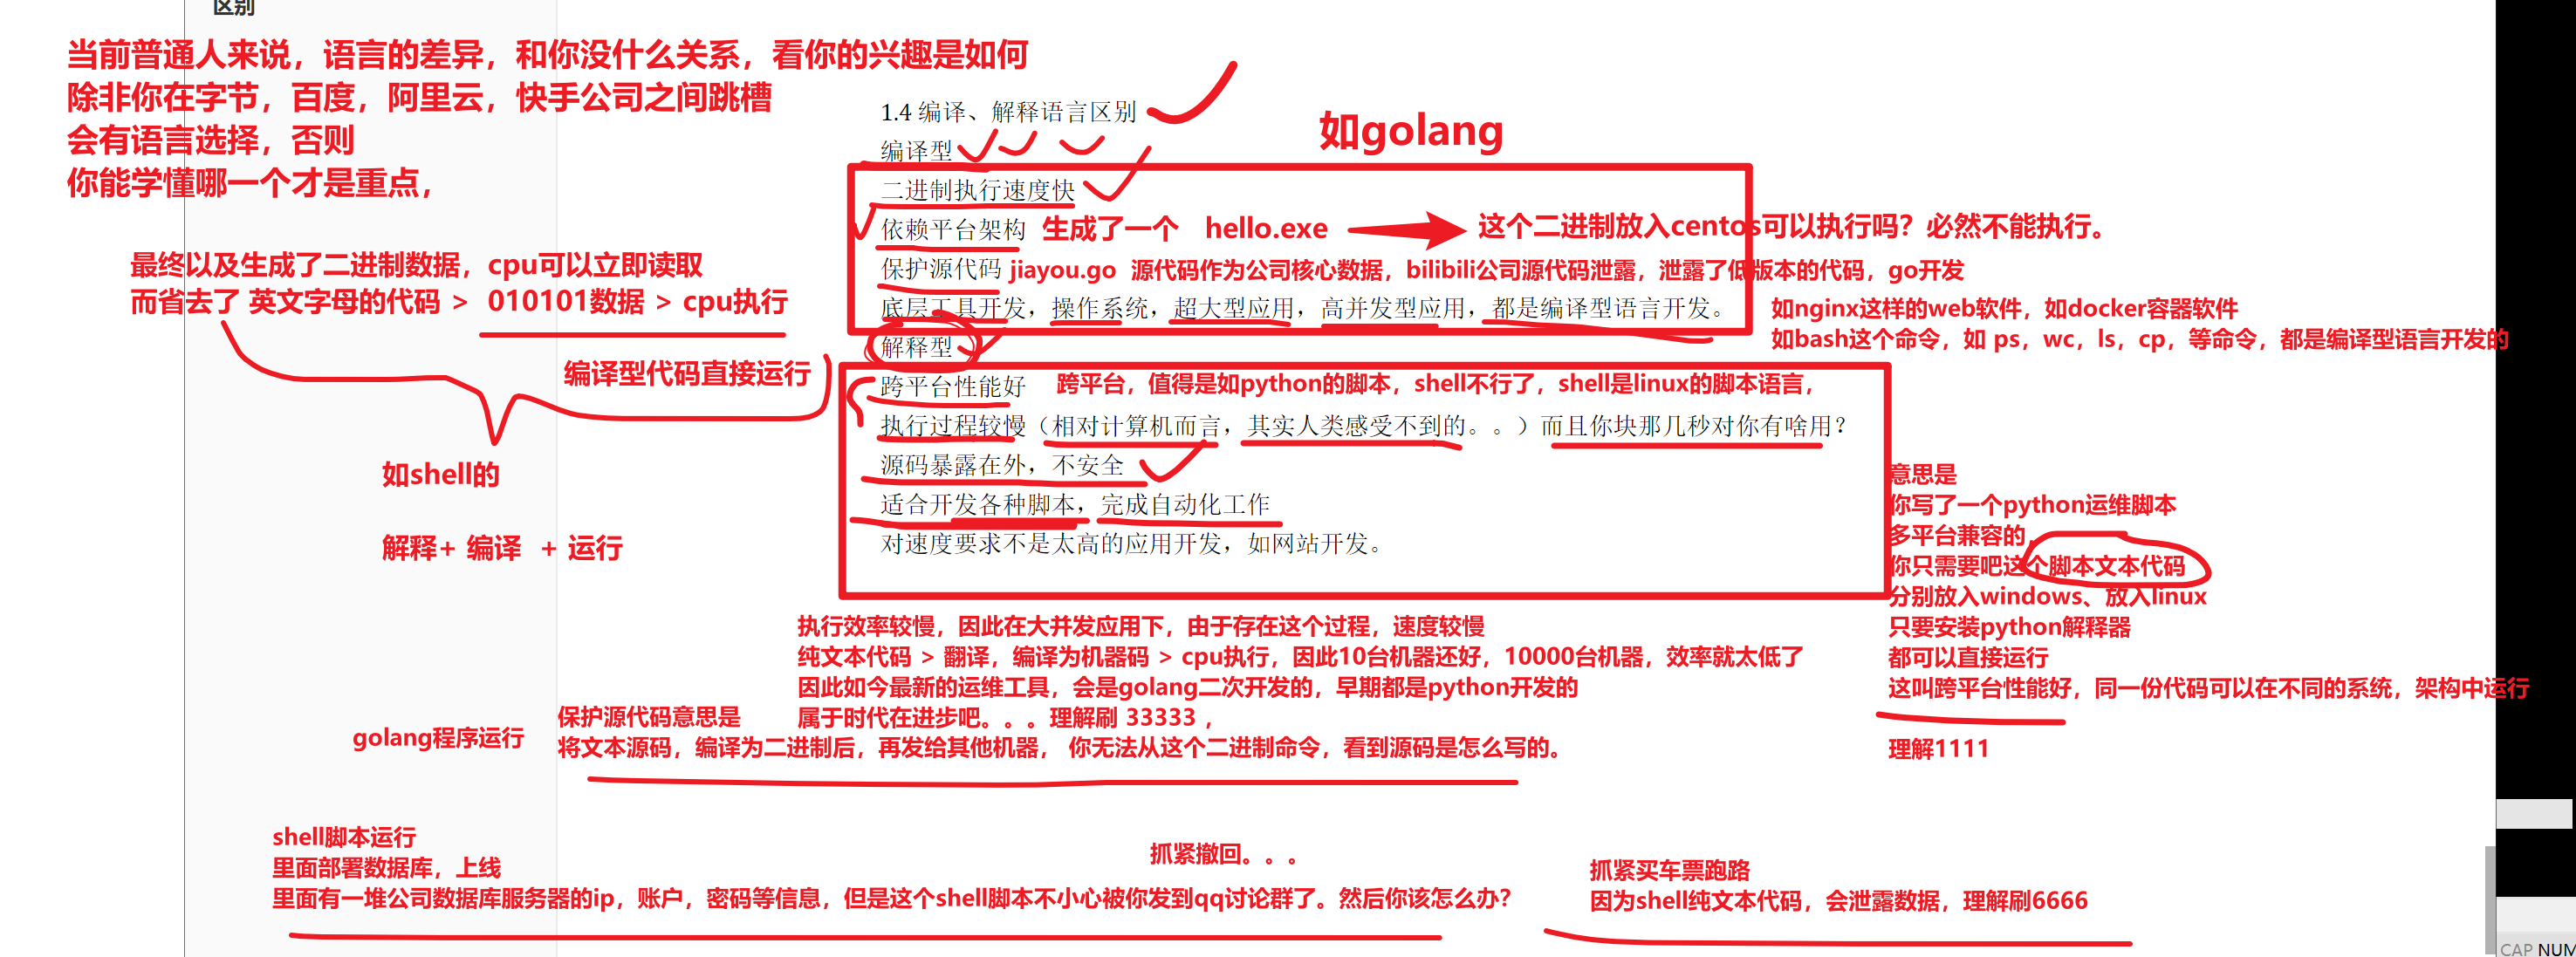 区别
当前普通人来说，语言的差异，和你没什么关系，看你的兴趣是如何
除非你在字节，百度，阿里云，快手公司之间跳槽
会有语言选择，否则
你能学懂哪一个才是重点，
1.4 编译、解释语言区别
如golang
编译型
二进制执行速度快
依赖平台架构
生成了一个 hello.exe
这个二进制放入centos可以执行吗？必然不能执行。
最终以及生成了二进制数据，cpu可以立即读取
而省去了 英文字母的代码 > 010101数据 > cpu执行
保护源代码
jiayou.go 源代码作为公司核心数据，bilibili公司源代码泄露，泄露了低版本的代码，go开发
底层工具开发，操作系统，超大型应用，高并发型应用，都是编译型语言开发。
如nginx这样的web软件，如docker容器软件
如bash这个命令，如 ps，wc，ls，cp，等命令，都是编译型语言开发的
编译型代码直接运行
解释型
跨平台性能好
跨平台，值得是如python的脚本，shell不行了，shell是linux的脚本语言，
执行过程较慢（相对计算机而言，其实人类感受不到的。。）而且你块那几秒对你有啥用？
源码暴露在外，不安全
适合开发各种脚本，完成自动化工作
对速度要求不是太高的应用开发，如网站开发。
如shell的
解释+ 编译 + 运行
意思是
你写了一个python运维脚本
多平台兼容的
你只需要吧这个脚本文本代码
分别放入windows、放入linux
只要安装python解释器
都可以直接运行
这叫跨平台性能好，同一份代码可以在不同的系统，架构中运行
理解1111
执行效率较慢，因此在大并发应用下，由于存在这个过程，速度较慢
纯文本代码 > 翻译，编译为机器码 > cpu执行，因此10台机器还好，10000台机器，效率就太低了
因此如今最新的运维工具，会是golang二次开发的，早期都是python开发的
属于时代在进步吧。。。理解刷 33333 ，
golang程序运行
保护源代码意思是
将文本源码，编译为二进制后，再发给其他机器， 你无法从这个二进制命令，看到源码是怎么写的。
shell脚本运行
里面部署数据库，上线
里面有一堆公司数据库服务器的ip，账户，密码等信息，但是这个shell脚本不小心被你发到qq讨论群了。然后你该怎么办？
抓紧撤回。。。
抓紧买车票跑路
因为shell纯文本代码，会泄露数据，理解刷6666
CAP NUM